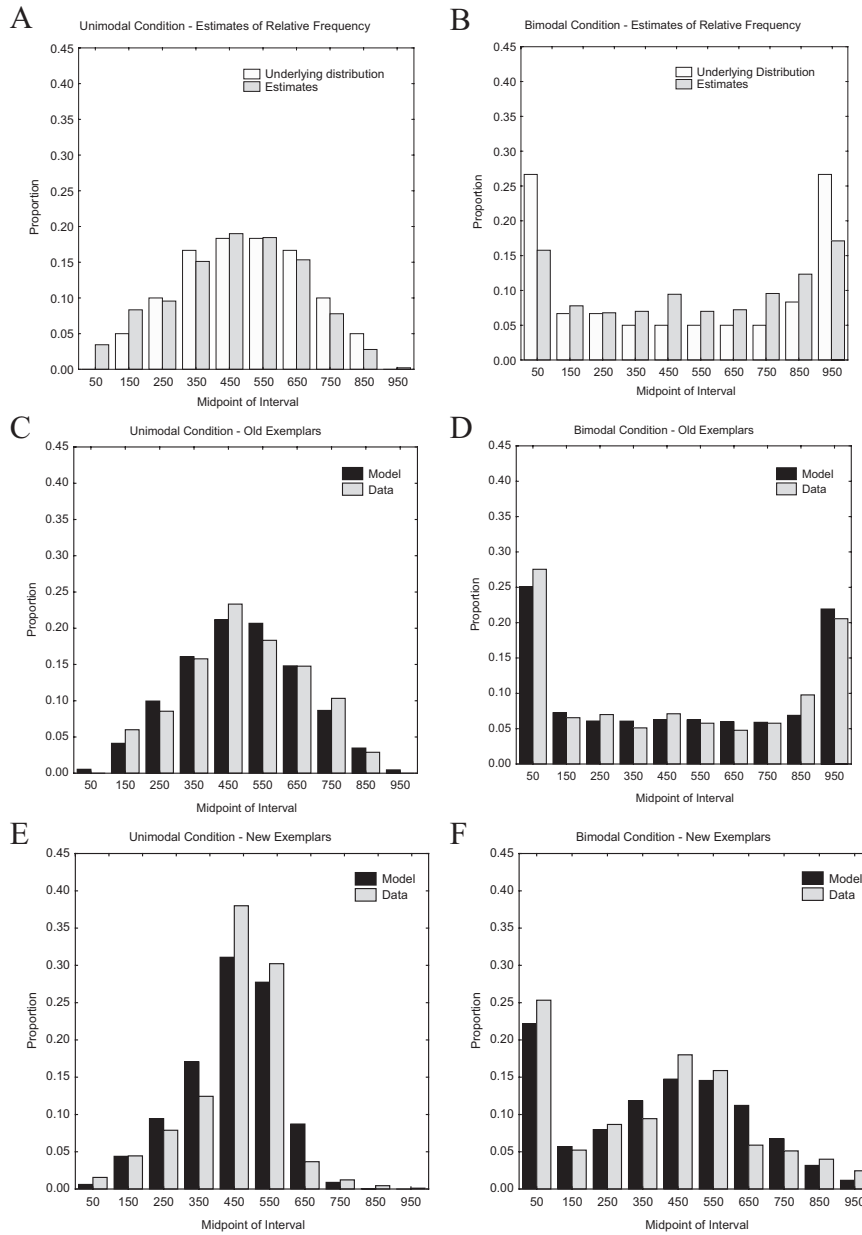 A
Unimodal Condition - Estimates of Relative Frequency
0.45
0.40
0.35
0.30
0.25
0.20
0.15
0.10
0.05
0.00
Proportion
Underlying distribution
Estimates
50 150 250 350 450 550 650 750 850 950
Midpoint of Interval
B
Bimodal Condition - Estimates of Relative Frequency
0.45
0.40
0.35
0.30
0.25
0.20
0.15
0.10
0.05
0.00
Proportion
Underlying Distribution
Estimates
50 150 250 350 450 550 650 750 850 950
Midpoint of Interval
C
Unimodal Condition - Old Exemplars
0.45
0.40
0.35
0.30
0.25
0.20
0.15
0.10
0.05
0.00
Proportion
Model
Data
50 150 250 350 450 550 650 750 850 950
Midpoint of Interval
D
Bimodal Condition - Old Exemplars
0.45
0.40
0.35
0.30
0.25
0.20
0.15
0.10
0.05
0.00
Proportion
Model
Data
50 150 250 350 450 550 650 750 850 950
Midpoint of Interval
E
Unimodal Condition - New Exemplars
0.45
0.40
0.35
0.30
0.25
0.20
0.15
0.10
0.05
0.00
Proportion
Model
Data
50 150 250 350 450 550 650 750 850 950
Midpoint of Interval
F
Bimodal Condition - New Exemplars
0.45
0.40
0.35
0.30
0.25
0.20
0.15
0.10
0.05
0.00
Proportion
Model
Data
50 150 250 350 450 550 650 750 850 950
Midpoint of Interval